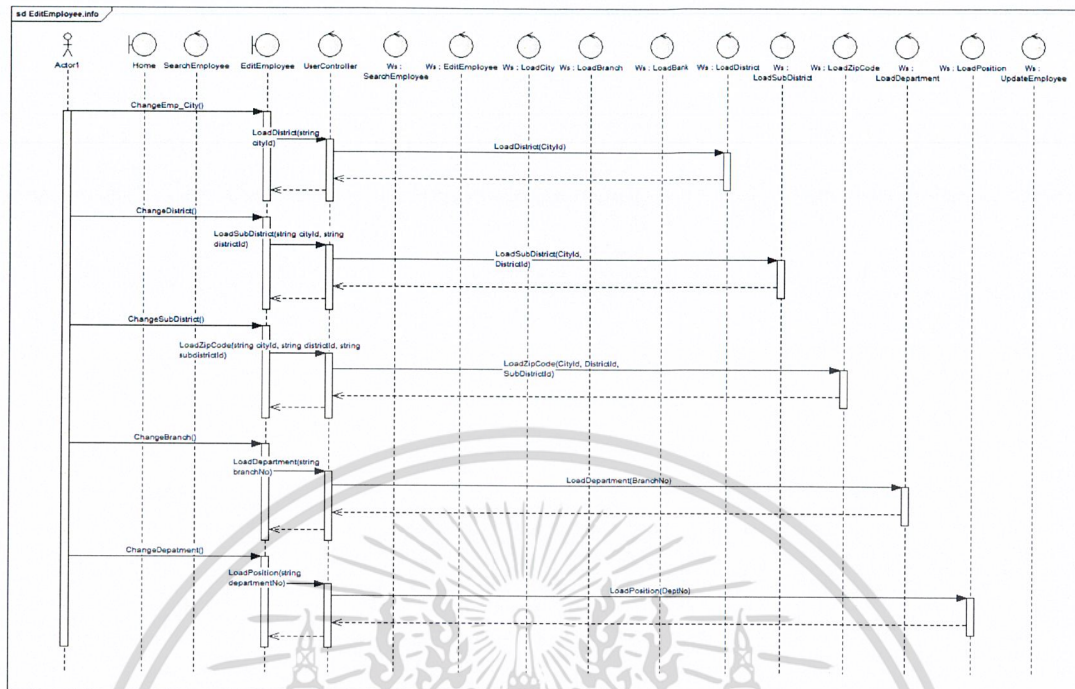 sd EditEmployee.info
Actor1
Home
SearchEmployee
EditEmployee
UserController
Ws :
SearchEmployee
Ws : EditEmployee
Ws : LoadCity
Ws : LoadBranch
Ws : LoadBank
Ws : LoadDistrict
Ws :
LoadSubDistrict
Ws : LoadZipCode
Ws :
LoadDepartment
Ws : LoadPosition
Ws :
UpdateEmployee
ChangeEmp_City()
LoadDistrict(string
cityId)
LoadDistrict(CityId)
ChangeDistrict()
LoadSubDistrict(string cityId, string
districtId)
LoadSubDistrict(CityId,
DistrictId)
ChangeSubDistrict()
LoadZipCode(string cityId, string districtId, string
subdistrictId)
LoadZipCode(CityId, DistrictId,
SubDistrictId)
ChangeBranch()
LoadDepartment(string
branchNo)
LoadDepartment(BranchNo)
ChangeDepatment()
LoadPosition(string
departmentNo)
LoadPosition(DeptNo)